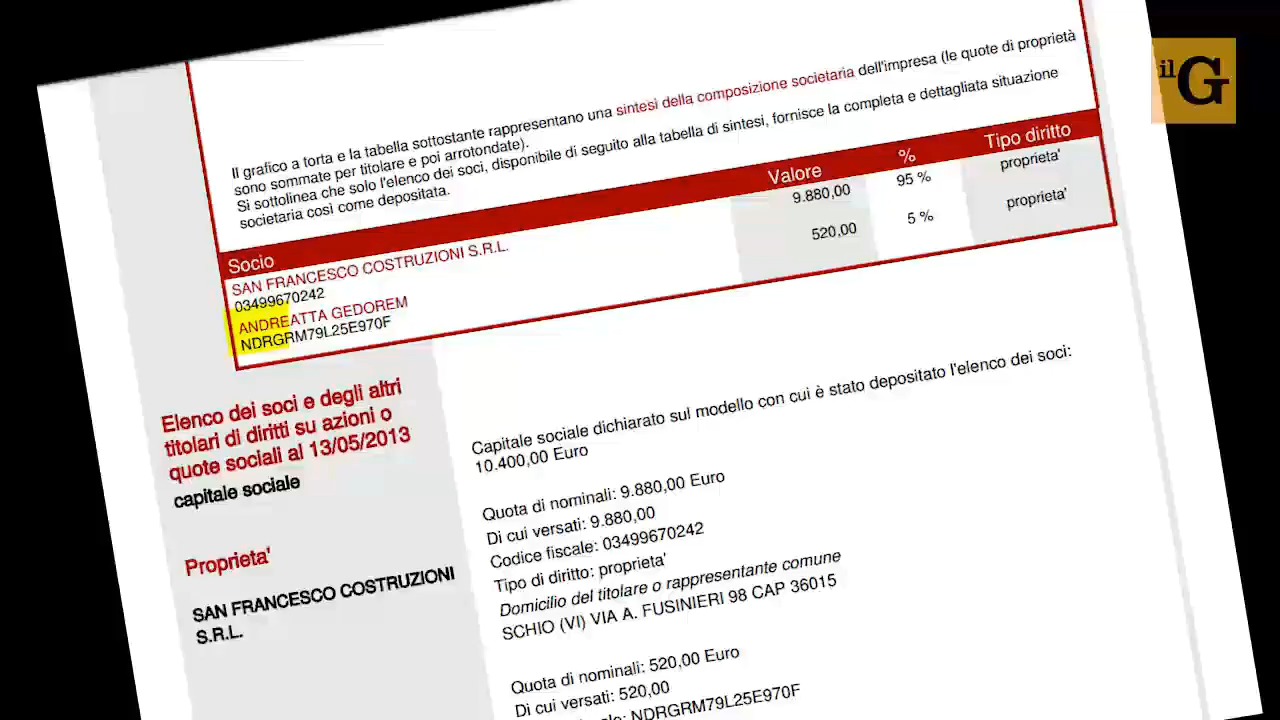 il G
Il grafico a torta e la tabella sottostante rappresentano una sintesi della composizione societaria dell'impresa (le quote di proprietà
sono sommate per titolare e poi arrotondate).
Si sottolinea che solo l'elenco dei soci, disponibile di seguito alla tabella di sintesi, fornisce la completa e dettagliata situazione
societaria così come depositata.
Socio Valore % Tipo diritto
SAN FRANCESCO COSTRUZIONI S.R.L. 9.880,00 95 % proprieta'
03499670242
ANDREATTA GEDOREM 520,00 5 % proprieta'
NDRGRM79L25E970F
Elenco dei soci e degli altri
titolari di diritti su azioni o
quote sociali al 13/05/2013
capitale sociale
Capitale sociale dichiarato sul modello con cui è stato depositato l'elenco dei soci:
10.400,00 Euro
Proprieta'
SAN FRANCESCO COSTRUZIONI
S.R.L.
Quota di nominali: 9.880,00 Euro
Di cui versati: 9.880,00
Codice fiscale: 03499670242
Tipo di diritto: proprieta'
Domicilio del titolare o rappresentante comune
SCHIO (VI) VIA A. FUSINIERI 98 CAP 36015
Quota di nominali: 520,00 Euro
Di cui versati: 520,00
NDRGRM79L25E970F